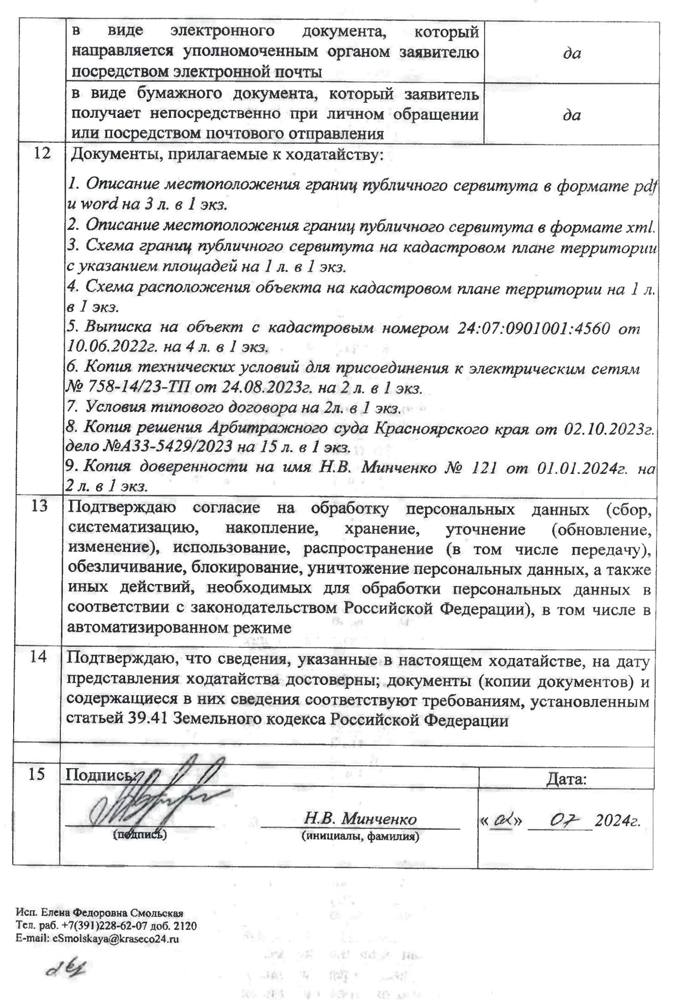 в виде электронного документа, который
направляется уполномоченным органом заявителю
посредством электронной почты
да
в виде бумажного документа, который заявитель
получает непосредственно при личном обращении
или посредством почтового отправления
да
12
Документы, прилагаемые к ходатайству:
1. Описание местоположения границ публичного сервитута в формате pdf
и word на 3 л. в 1 экз.
2. Описание местоположения границ публичного сервитута в формате xml.
3. Схема границ публичного сервитута на кадастровом плане территории
с указанием площадей на 1 л. в 1 экз.
4. Схема расположения объекта на кадастровом плане территории на 1 л.
в 1 экз.
5. Выписка на объект с кадастровым номером 24:07:0901001:4560 от
10.06.2022г. на 4 л. в 1 экз.
6. Копия технических условий для присоединения к электрическим сетям
№ 758-14/23-ТП от 24.08.2023г. на 2 л. в 1 экз.
7. Условия типового договора на 2л. в 1 экз.
8. Копия решения Арбитражного суда Красноярского края от 02.10.2023г.
дело №А33-5429/2023 на 15 л. в 1 экз.
9. Копия доверенности на имя Н.В. Минченко № 121 от 01.01.2024г. на
2 л. в 1 экз.
13
Подтверждаю согласие на обработку персональных данных (сбор,
систематизацию, накопление, хранение, уточнение (обновление,
изменение), использование, распространение (в том числе передачу),
обезличивание, блокирование, уничтожение персональных данных, а также
иных действий, необходимых для обработки персональных данных в
соответствии с законодательством Российской Федерации), в том числе в
автоматизированном режиме
14
Подтверждаю, что сведения, указанные в настоящем ходатайстве, на дату
представления ходатайства достоверны; документы (копии документов) и
содержащиеся в них сведения соответствуют требованиям, установленным
статьей 39.41 Земельного кодекса Российской Федерации
15
Подпись:
Дата:
Н.В. Минченко
« » 07 2024г.
(подпись)
(инициалы, фамилия)
Исп. Елена Федоровна Смольская
Тел. раб. +7(391)228-62-07 доб. 2120
E-mail: eSmolskaya@kraseco24.ru